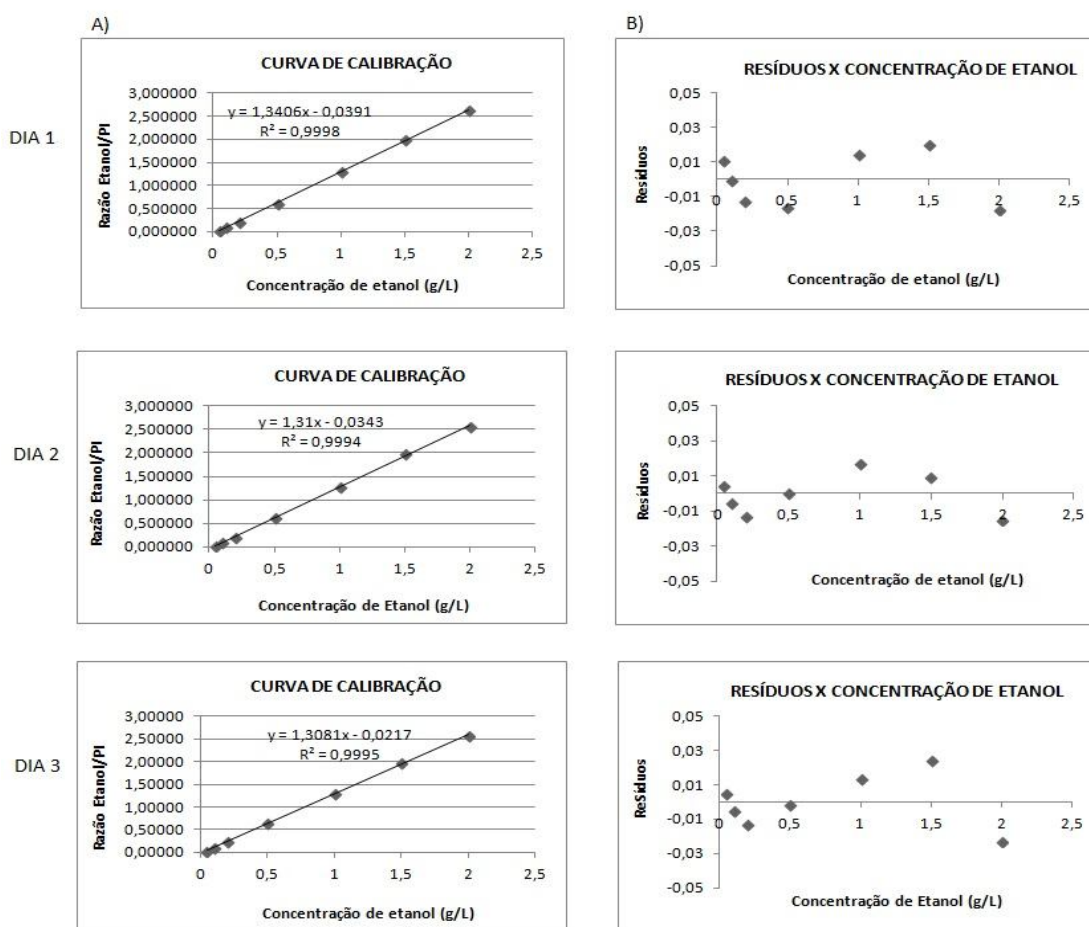 A)
B)
DIA 1
CURVA DE CALIBRAÇÃO
3,000000
2,500000
2,000000
1,500000
1,000000
0,500000
0,000000
y = 1,3406x - 0,0391
R² = 0,9998
Razão Etanol/PI
0 0,5 1 1,5 2 2,5
Concentração de etanol (g/L)
RESÍDUOS X CONCENTRAÇÃO DE ETANOL
0,05
0,03
0,01
-0,01
-0,03
-0,05
Resíduos
0 0,5 1 1,5 2 2,5
Concentração de etanol (g/L)
DIA 2
CURVA DE CALIBRAÇÃO
3,000000
2,500000
2,000000
1,500000
1,000000
0,500000
0,000000
y = 1,31x - 0,0343
R² = 0,9994
Razão Etanol/PI
0 0,5 1 1,5 2 2,5
Concentração de Etanol (g/L)
RESÍDUOS X CONCENTRAÇÃO DE ETANOL
0,05
0,03
0,01
-0,01
-0,03
-0,05
Resíduos
0 0,5 1 1,5 2 2,5
Concentração de etanol (g/L)
DIA 3
CURVA DE CALIBRAÇÃO
3,00000
2,50000
2,00000
1,50000
1,00000
0,50000
0,00000
y = 1,3081x - 0,0217
R² = 0,9995
Razão Etanol/PI
0 0,5 1 1,5 2 2,5
Concentração de etanol (g/L)
RESÍDUOS X CONCENTRAÇÃO DE ETANOL
0,05
0,03
0,01
-0,01
-0,03
-0,05
ReSíduos
0 0,5 1 1,5 2 2,5
Concentração de Etanol (g/L)